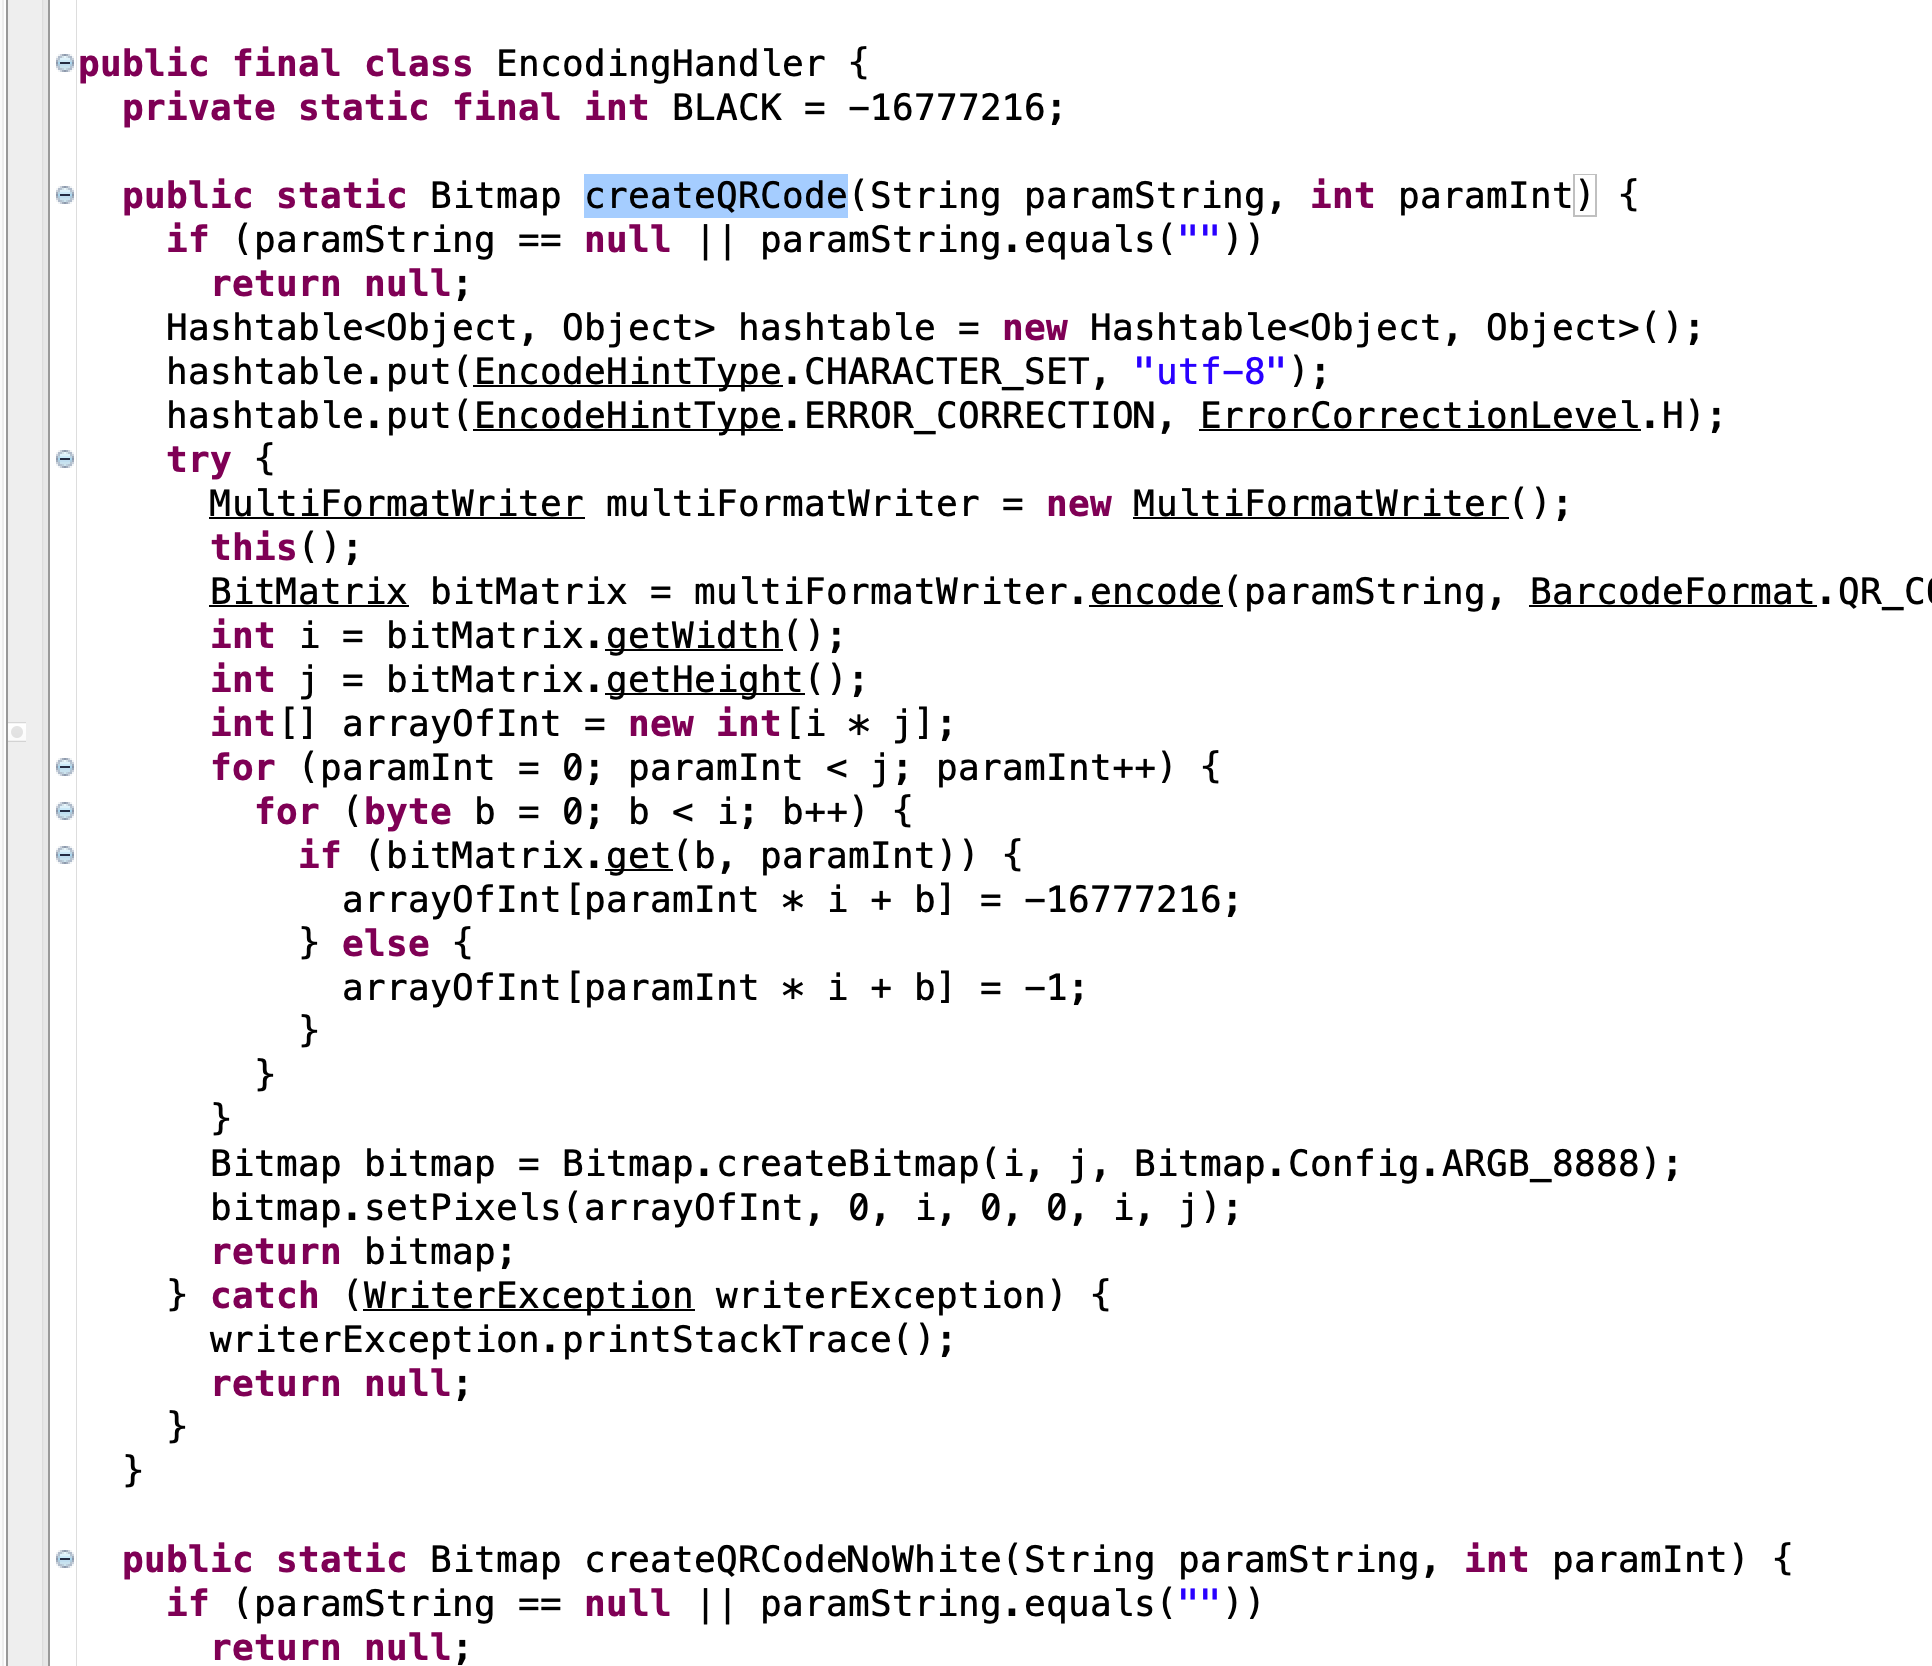 public final class EncodingHandler {
private static final int BLACK = -16777216;
public static Bitmap createQRCode(String paramString, int paramInt) {
if (paramString == null || paramString.equals(""))
return null;
Hashtable<Object, Object> hashtable = new Hashtable<Object, Object>();
hashtable.put(EncodeHintType.CHARACTER_SET, "utf-8");
hashtable.put(EncodeHintType.ERROR_CORRECTION, ErrorCorrectionLevel.H);
try {
MultiFormatWriter multiFormatWriter = new MultiFormatWriter();
this();
BitMatrix bitMatrix = multiFormatWriter.encode(paramString, BarcodeFormat.QR_C
int i = bitMatrix.getWidth();
int j = bitMatrix.getHeight();
int[] arrayOfInt = new int[i * j];
for (paramInt = 0; paramInt < j; paramInt++) {
for (byte b = 0; b < i; b++) {
if (bitMatrix.get(b, paramInt)) {
arrayOfInt[paramInt * i + b] = -16777216;
} else {
arrayOfInt[paramInt * i + b] = -1;
}
}
}
Bitmap bitmap = Bitmap.createBitmap(i, j, Bitmap.Config.ARGB_8888);
bitmap.setPixels(arrayOfInt, 0, i, 0, 0, i, j);
return bitmap;
} catch (WriterException writerException) {
writerException.printStackTrace();
return null;
}
}
public static Bitmap createQRCodeNoWhite(String paramString, int paramInt) {
if (paramString == null || paramString.equals(""))
return null;